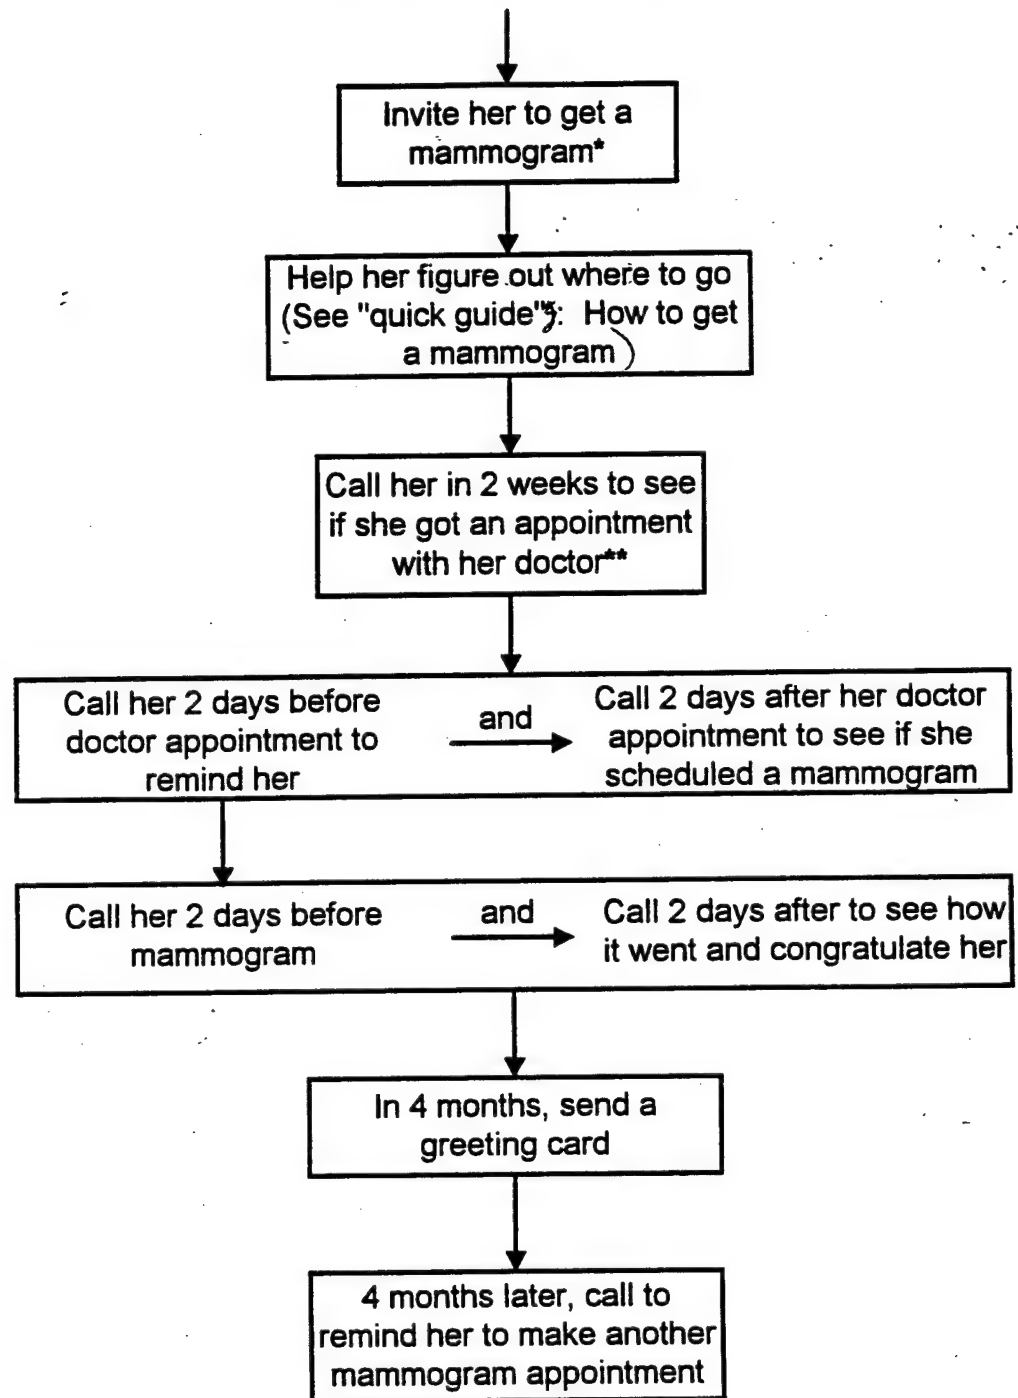 Invite her to get a
mammogram*
Help her figure out where to go
(See "quick guide": How to get
a mammogram)
Call her in 2 weeks to see
if she got an appointment
with her doctor**
Call her 2 days before
doctor appointment to
remind her
and
Call 2 days after her doctor
appointment to see if she
scheduled a mammogram
Call her 2 days before
mammogram
and
Call 2 days after to see how
it went and congratulate her
In 4 months, send a
greeting card
4 months later, call to
remind her to make another
mammogram appointment